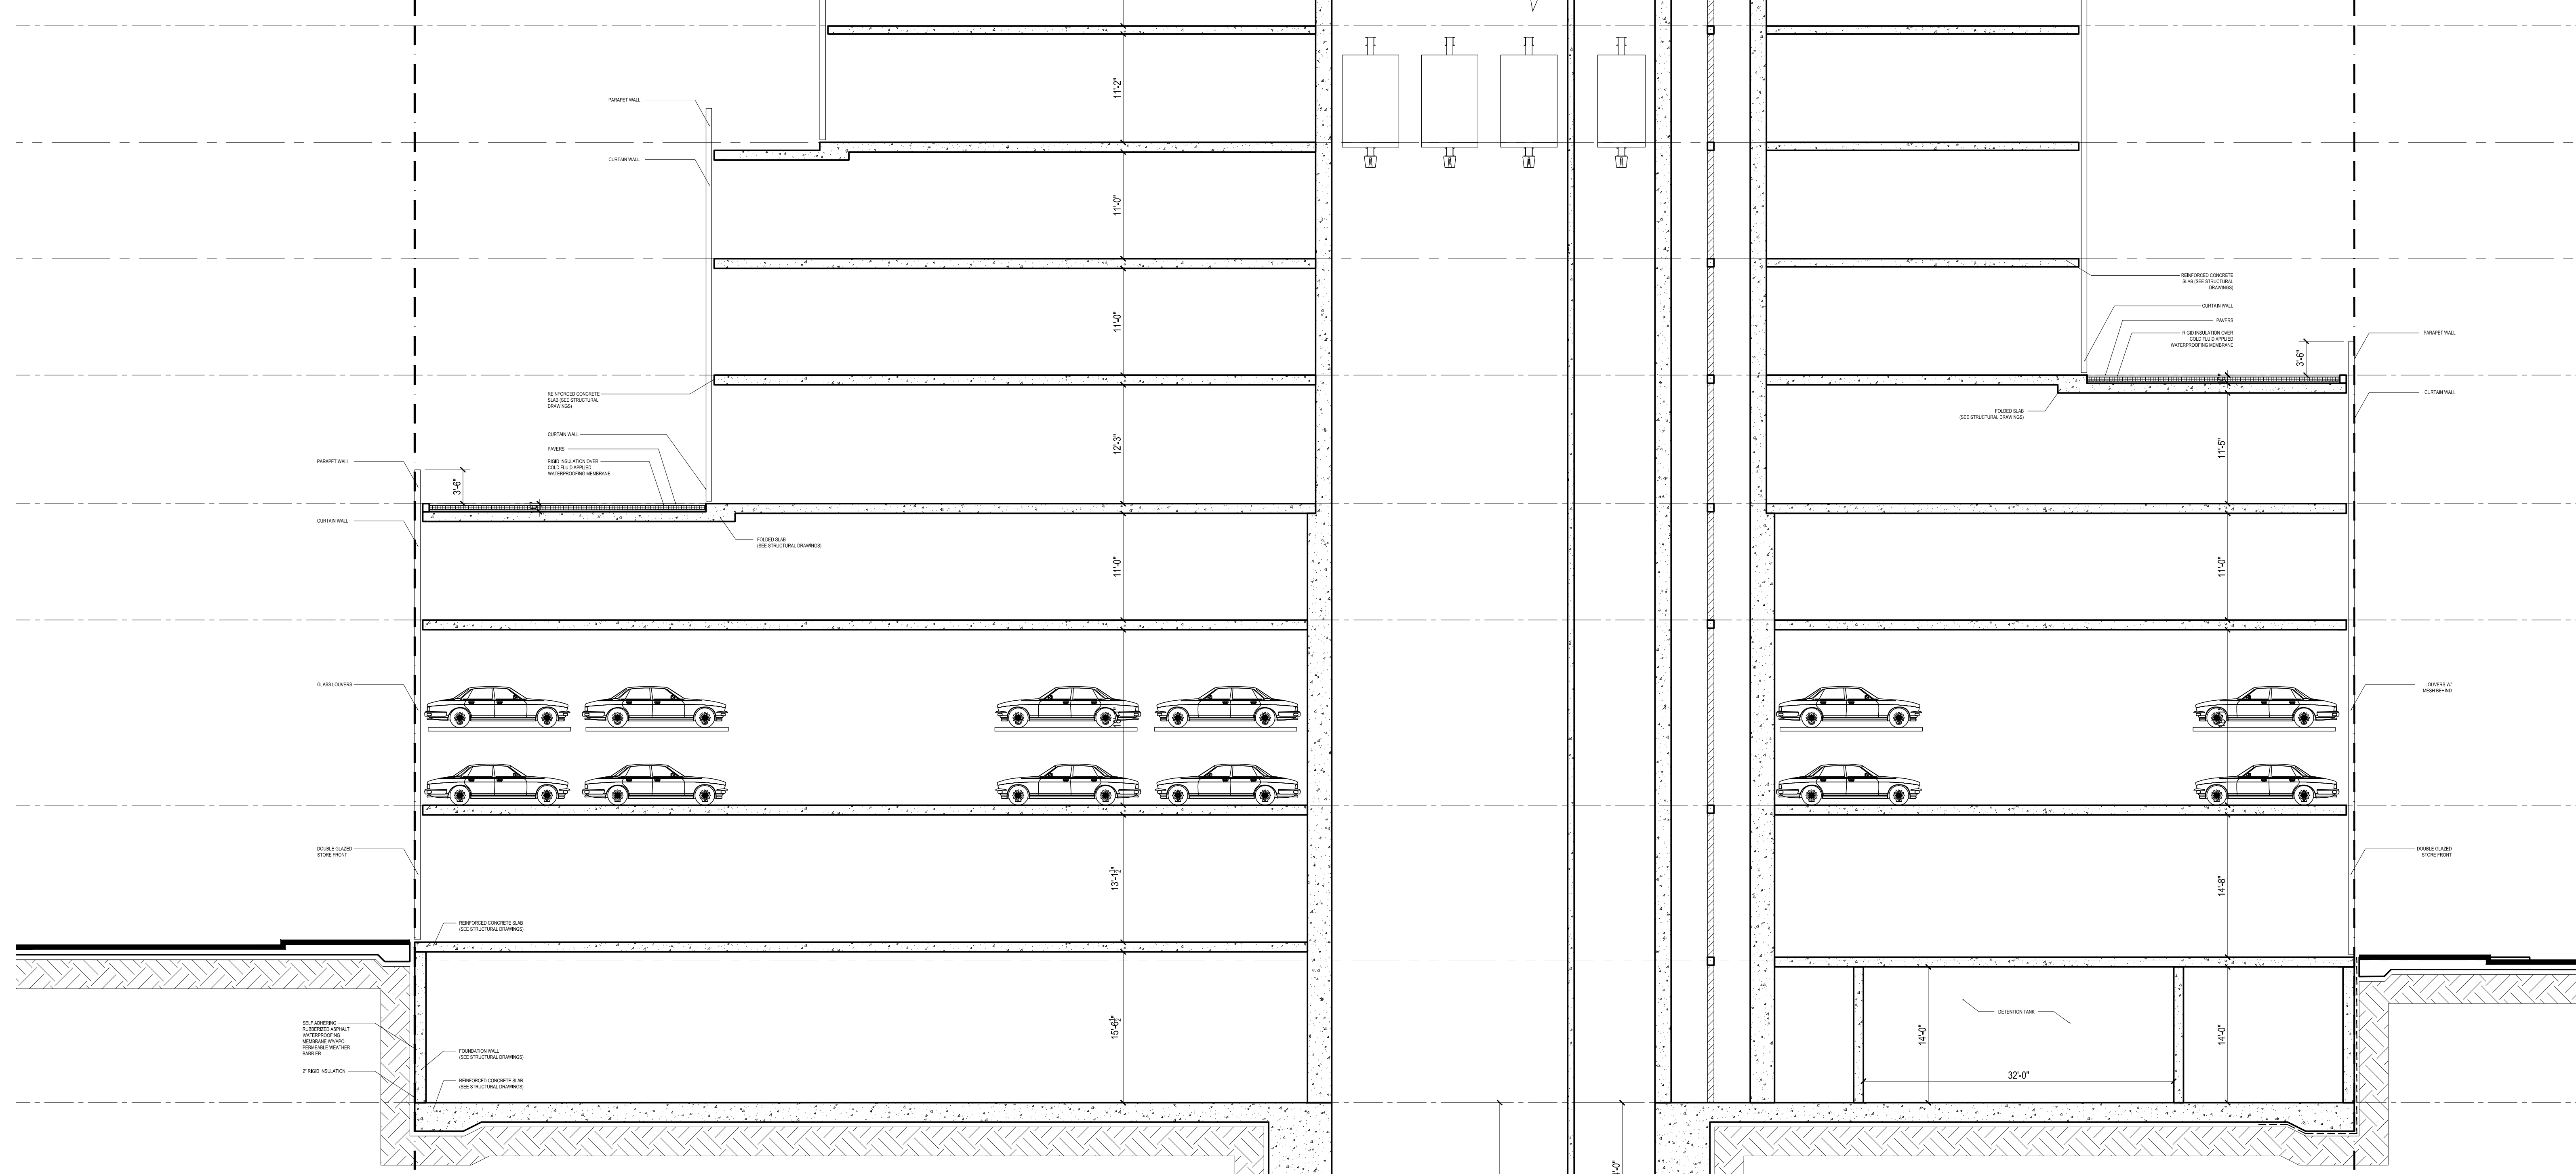 11'-2"
PARAPET WALL
CURTAIN WALL
11'-0"
11'-0"
REINFORCED CONCRETE
SLAB (SEE STRUCTURAL
DRAWINGS)
CURTAIN WALL
PAVERS
RIGID INSULATION OVER
COLD FLUID APPLIED
WATERPROOFING MEMBRANE
12'-3"
PARAPET WALL
3'-6"
CURTAIN WALL
FOLDED SLAB
(SEE STRUCTURAL DRAWINGS)
11'-0"
GLASS LOUVERS
DOUBLE GLAZED
STORE FRONT
13'-1½"
REINFORCED CONCRETE SLAB
(SEE STRUCTURAL DRAWINGS)
SELF ADHERING
RUBBERIZED ASPHALT
WATERPROOFING
MEMBRANE W/VAPO
PERMEABLE WEATHER
BARRIER
2" RIGID INSULATION
FOUNDATION WALL
(SEE STRUCTURAL DRAWINGS)
REINFORCED CONCRETE SLAB
(SEE STRUCTURAL DRAWINGS)
15'-6½"
REINFORCED CONCRETE
SLAB (SEE STRUCTURAL
DRAWINGS)
CURTAIN WALL
PAVERS
RIGID INSULATION OVER
COLD FLUID APPLIED
WATERPROOFING MEMBRANE
3'-6"
PARAPET WALL
CURTAIN WALL
FOLDED SLAB
(SEE STRUCTURAL DRAWINGS)
11'-5"
11'-0"
LOUVERS W/
MESH BEHIND
DOUBLE GLAZED
STORE FRONT
14'-8"
DETENTION TANK
14'-0"
14'-0"
32'-0"